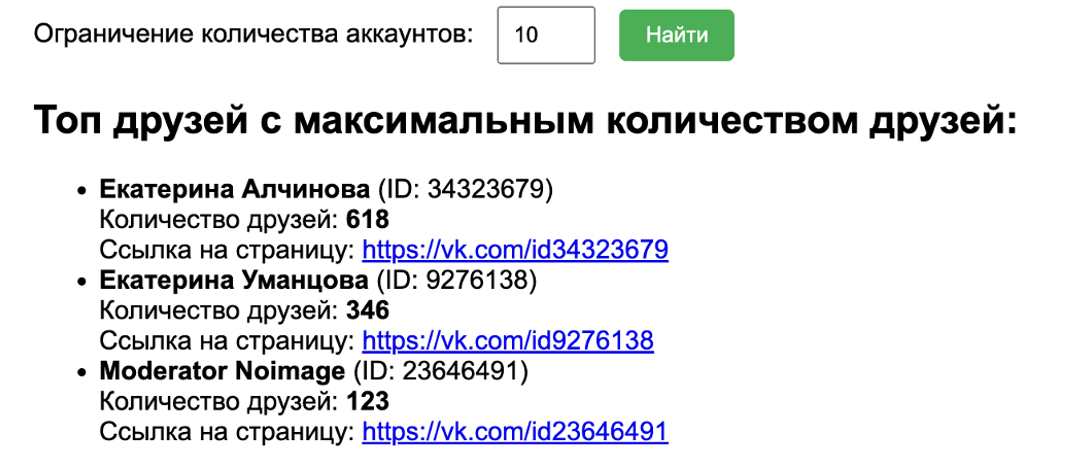 Ограничение количества аккаунтов: 10 Найти
Топ друзей с максимальным количеством друзей:
• Екатерина Алчинова (ID: 34323679)
Количество друзей: 618
Ссылка на страницу: https://vk.com/id34323679
• Екатерина Уманцова (ID: 9276138)
Количество друзей: 346
Ссылка на страницу: https://vk.com/id9276138
• Moderator Noimage (ID: 23646491)
Количество друзей: 123
Ссылка на страницу: https://vk.com/id23646491